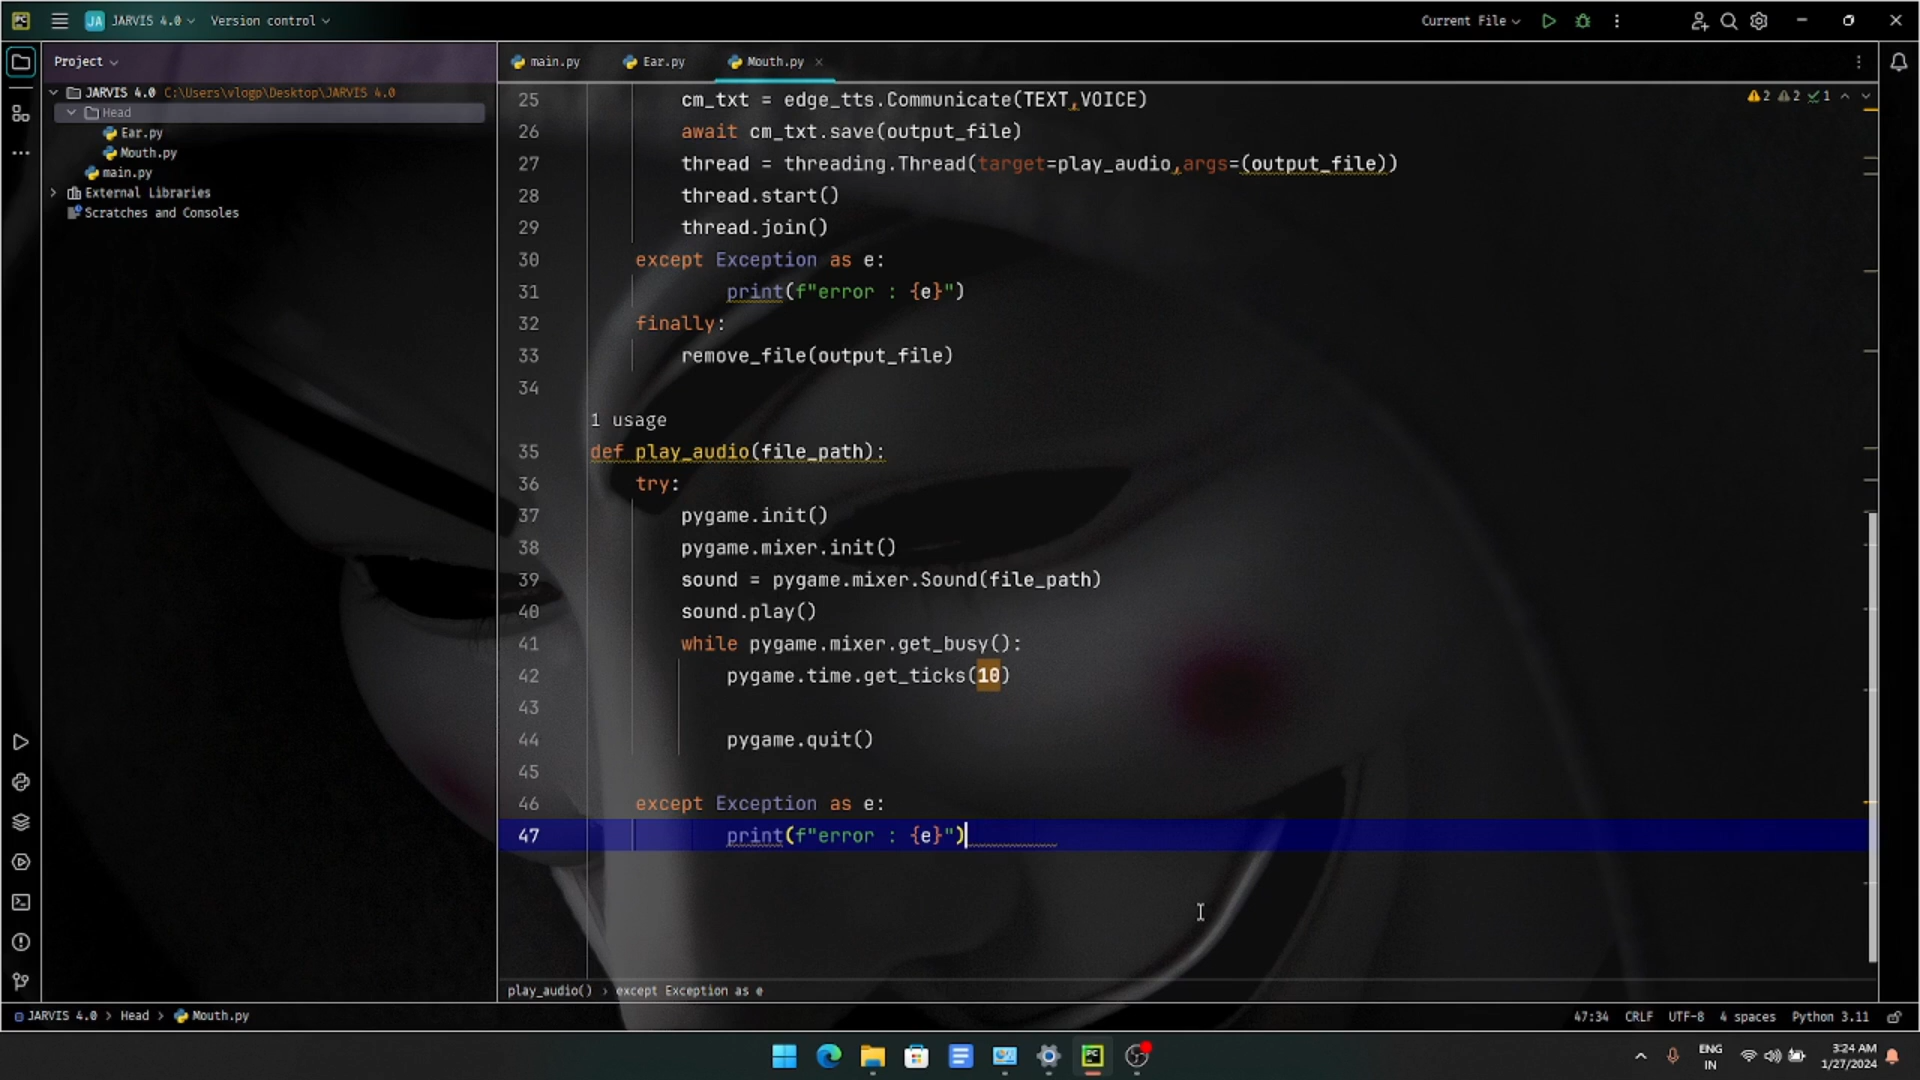 PC
JA JARVIS 4.0
Version control
Current File
Project
main.py
Ear.py
Mouth.py
JARVIS 4.0 C:\Users\vlogp\Desktop\JARVIS 4.0
Head
Ear.py
Mouth.py
main.py
External Libraries
Scratches and Consoles
2 2 1
25 cm_txt = edge_tts.Communicate(TEXT,VOICE)
26 await cm_txt.save(output_file)
27 thread = threading.Thread(target=play_audio,args=(output_file))
28 thread.start()
29 thread.join()
30 except Exception as e:
31 print(f"error : {e}")
32 finally:
33 remove_file(output_file)
34
1 usage
35 def play_audio(file_path):
36 try:
37 pygame.init()
38 pygame.mixer.init()
39 sound = pygame.mixer.Sound(file_path)
40 sound.play()
41 while pygame.mixer.get_busy():
42 pygame.time.get_ticks(10)
43
44 pygame.quit()
45
46 except Exception as e:
47 print(f"error : {e}")
play_audio() › except Exception as e
JARVIS 4.0 › Head › Mouth.py
47:34 CRLF UTF-8 4 spaces Python 3.11
PC
ENG
IN
3:24 AM
1/27/2024